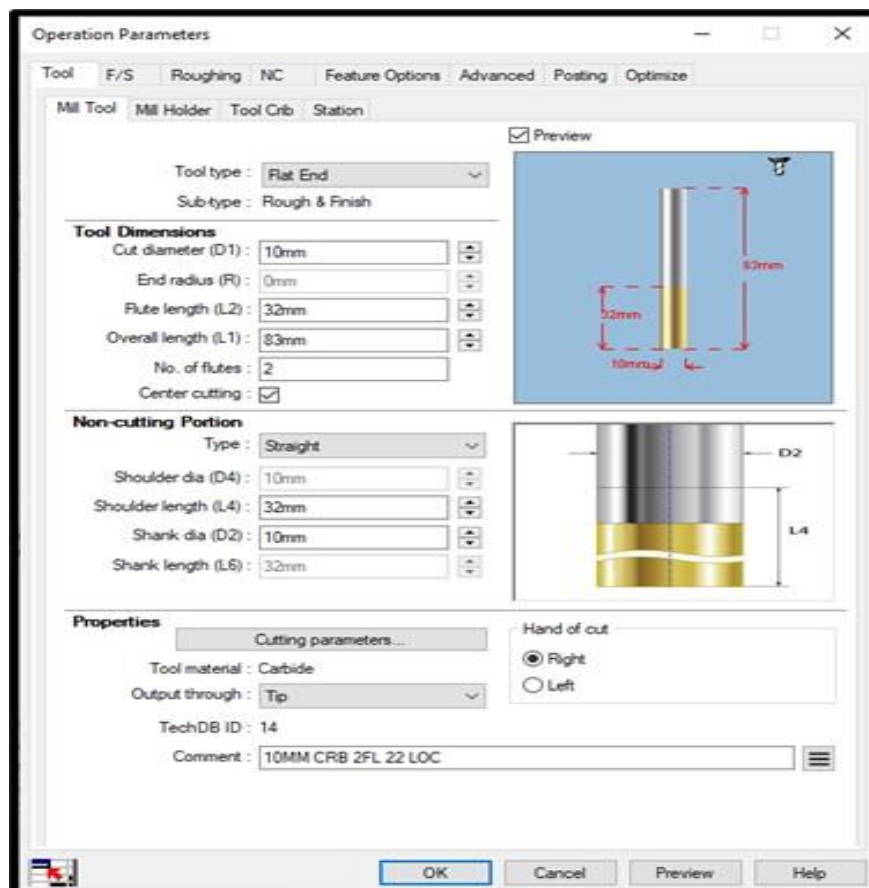 Operation Parameters
Tool F/S Roughing NC Feature Options Advanced Posting Optimize
Mill Tool Mill Holder Tool Crib Station
Preview
Tool type : Flat End
Sub-type : Rough & Finish
Tool Dimensions
Cut diameter (D1) : 10mm
End radius (R) : 0mm
Flute length (L2) : 32mm
Overall length (L1) : 83mm
No. of flutes : 2
Center cutting :
83mm
32mm
10mm
Non-cutting Portion
Type : Straight
Shoulder dia (D4) : 10mm
Shoulder length (L4) : 32mm
Shank dia (D2) : 10mm
Shank length (L6) : 32mm
D2
L4
Properties
Cutting parameters...
Tool material : Carbide
Output through : Tip
TechDB ID : 14
Comment : 10MM CRB 2FL 22 LOC
Hand of cut
Right
Left
OK Cancel Preview Help